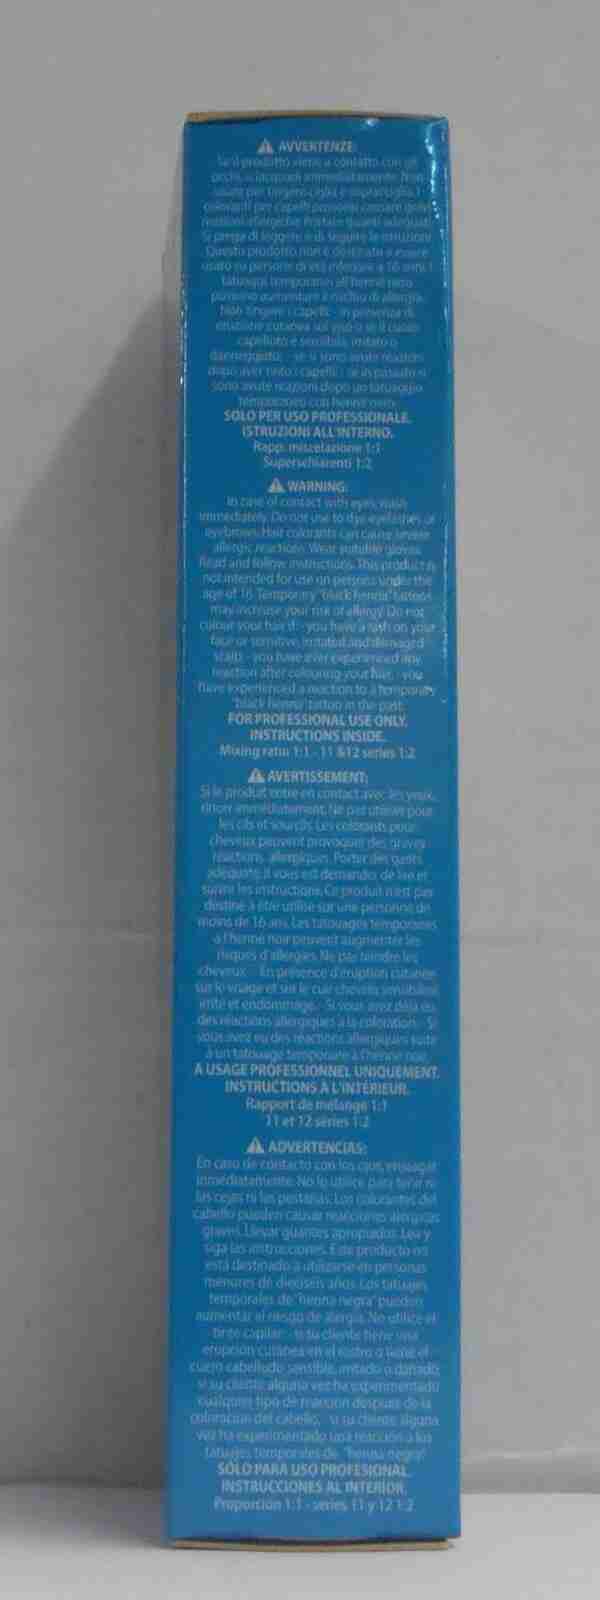 AVVERTENZE:
Se il prodotto viene a contatto con gli
occhi, sciacquare immediatamente. Non
usare per tingere ciglia e sopracciglia. I
coloranti per capelli possono causare gravi
reazioni allergiche. Portare guanti adeguati.
Si prega di leggere e di seguire le istruzioni.
Questo prodotto non è destinato a essere
usato su persone di età inferiore a 16 anni. I
tatuaggi temporanei all'henné nero
possono aumentare il rischio di allergia.
Non tingere i capelli: - in presenza di
eruzione cutanea sul viso o se il cuoio
capelluto è sensibile, irritato o
danneggiato; - se si sono avute reazioni
dopo aver tinto i capelli; - se in passato si
sono avute reazioni dopo un tatuaggio
temporaneo con henné nero.
SOLO PER USO PROFESSIONALE.
ISTRUZIONI ALL'INTERNO.
Rapp. miscelazione 1:1
Superschiarenti 1:2
WARNING:
In case of contact with eyes, wash
immediately. Do not use to dye eyelashes or
eyebrows. Hair colorants can cause severe
allergic reactions. Wear suitable gloves.
Read and follow instructions. This product is
not intended for use on persons under the
age of 16. Temporary "black henna" tattoos
may increase your risk of allergy. Do not
colour your hair if: - you have a rash on your
face or sensitive, irritated and damaged
scalp; - you have ever experienced any
reaction after colouring your hair, - you
have experienced a reaction to a temporary
"black henna" tattoo in the past.
FOR PROFESSIONAL USE ONLY.
INSTRUCTIONS INSIDE.
Mixing ratio 1:1 - 11 &12 series 1:2
AVERTISSEMENT:
Si le produit entre en contact avec les yeux,
rincer immédiatement. Ne pas utiliser pour
les cils et sourcils. Les colorants pour
cheveux peuvent provoquer des graves
réactions allergiques. Porter des gants
adéquats. Il vous est demander de lire et
suivre les instructions. Ce produit n'est pas
destiné à être utilisé sur une personne de
moins de 16 ans. Les tatouages temporaires
à l'henné noir peuvent augmenter les
risques d'allergies. Ne pas teindre les
cheveux: - En présence d'éruption cutanée
sur le visage et sur le cuir chevelu sensibilisé,
irrité et endommagé. - Si vous avez déjà eu
des réactions allergiques à la coloration. - Si
vous avez eu des réactions allergiques suite
à un tatouage temporaire à l'henné noir.
A USAGE PROFESSIONNEL UNIQUEMENT.
INSTRUCTIONS À L'INTÉRIEUR.
Rapport de mélange 1:1
11 et 12 séries 1:2
ADVERTENCIAS:
En caso de contacto con los ojos, enjuagar
inmediatamente. No lo utilice para teñir ni
las cejas ni las pestañas. Los colorantes del
cabello pueden causar reacciones alérgicas
graves. Llevar guantes apropiados. Lea y
siga las instrucciones. Este producto no
está destinado a utilizarse en personas
menores de dieciseis años. Los tatuajes
temporales de "henna negra" pueden
aumentar el riesgo de alergia. No utilice el
tinte capilar: - si su cliente tiene una
erupción cutánea en el rostro o tiene el
cuero cabelludo sensible, irritado o dañado;
si su cliente alguna vez ha experimentado
cualquier tipo de reacción después de la
coloración del cabello; - si su cliente alguna
vez ha experimentado una reacción a los
tatuajes temporales de "henna negra".
SÓLO PARA USO PROFESIONAL.
INSTRUCCIONES AL INTERIOR.
Proporción 1:1 - series 11 y 12 1:2